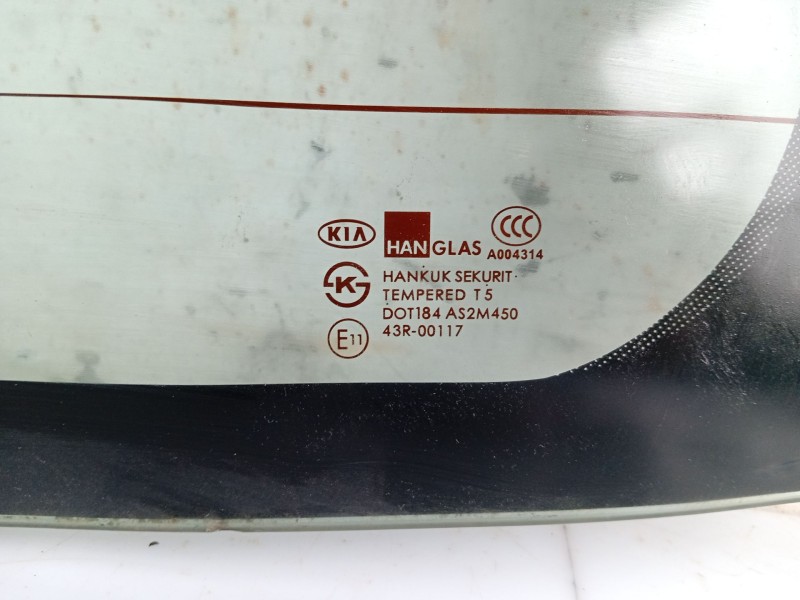 KIA HANGLAS CCC
A004314
K HANKUK SEKURIT
TEMPERED T5
DOT184 AS2M450
E11 43R-00117